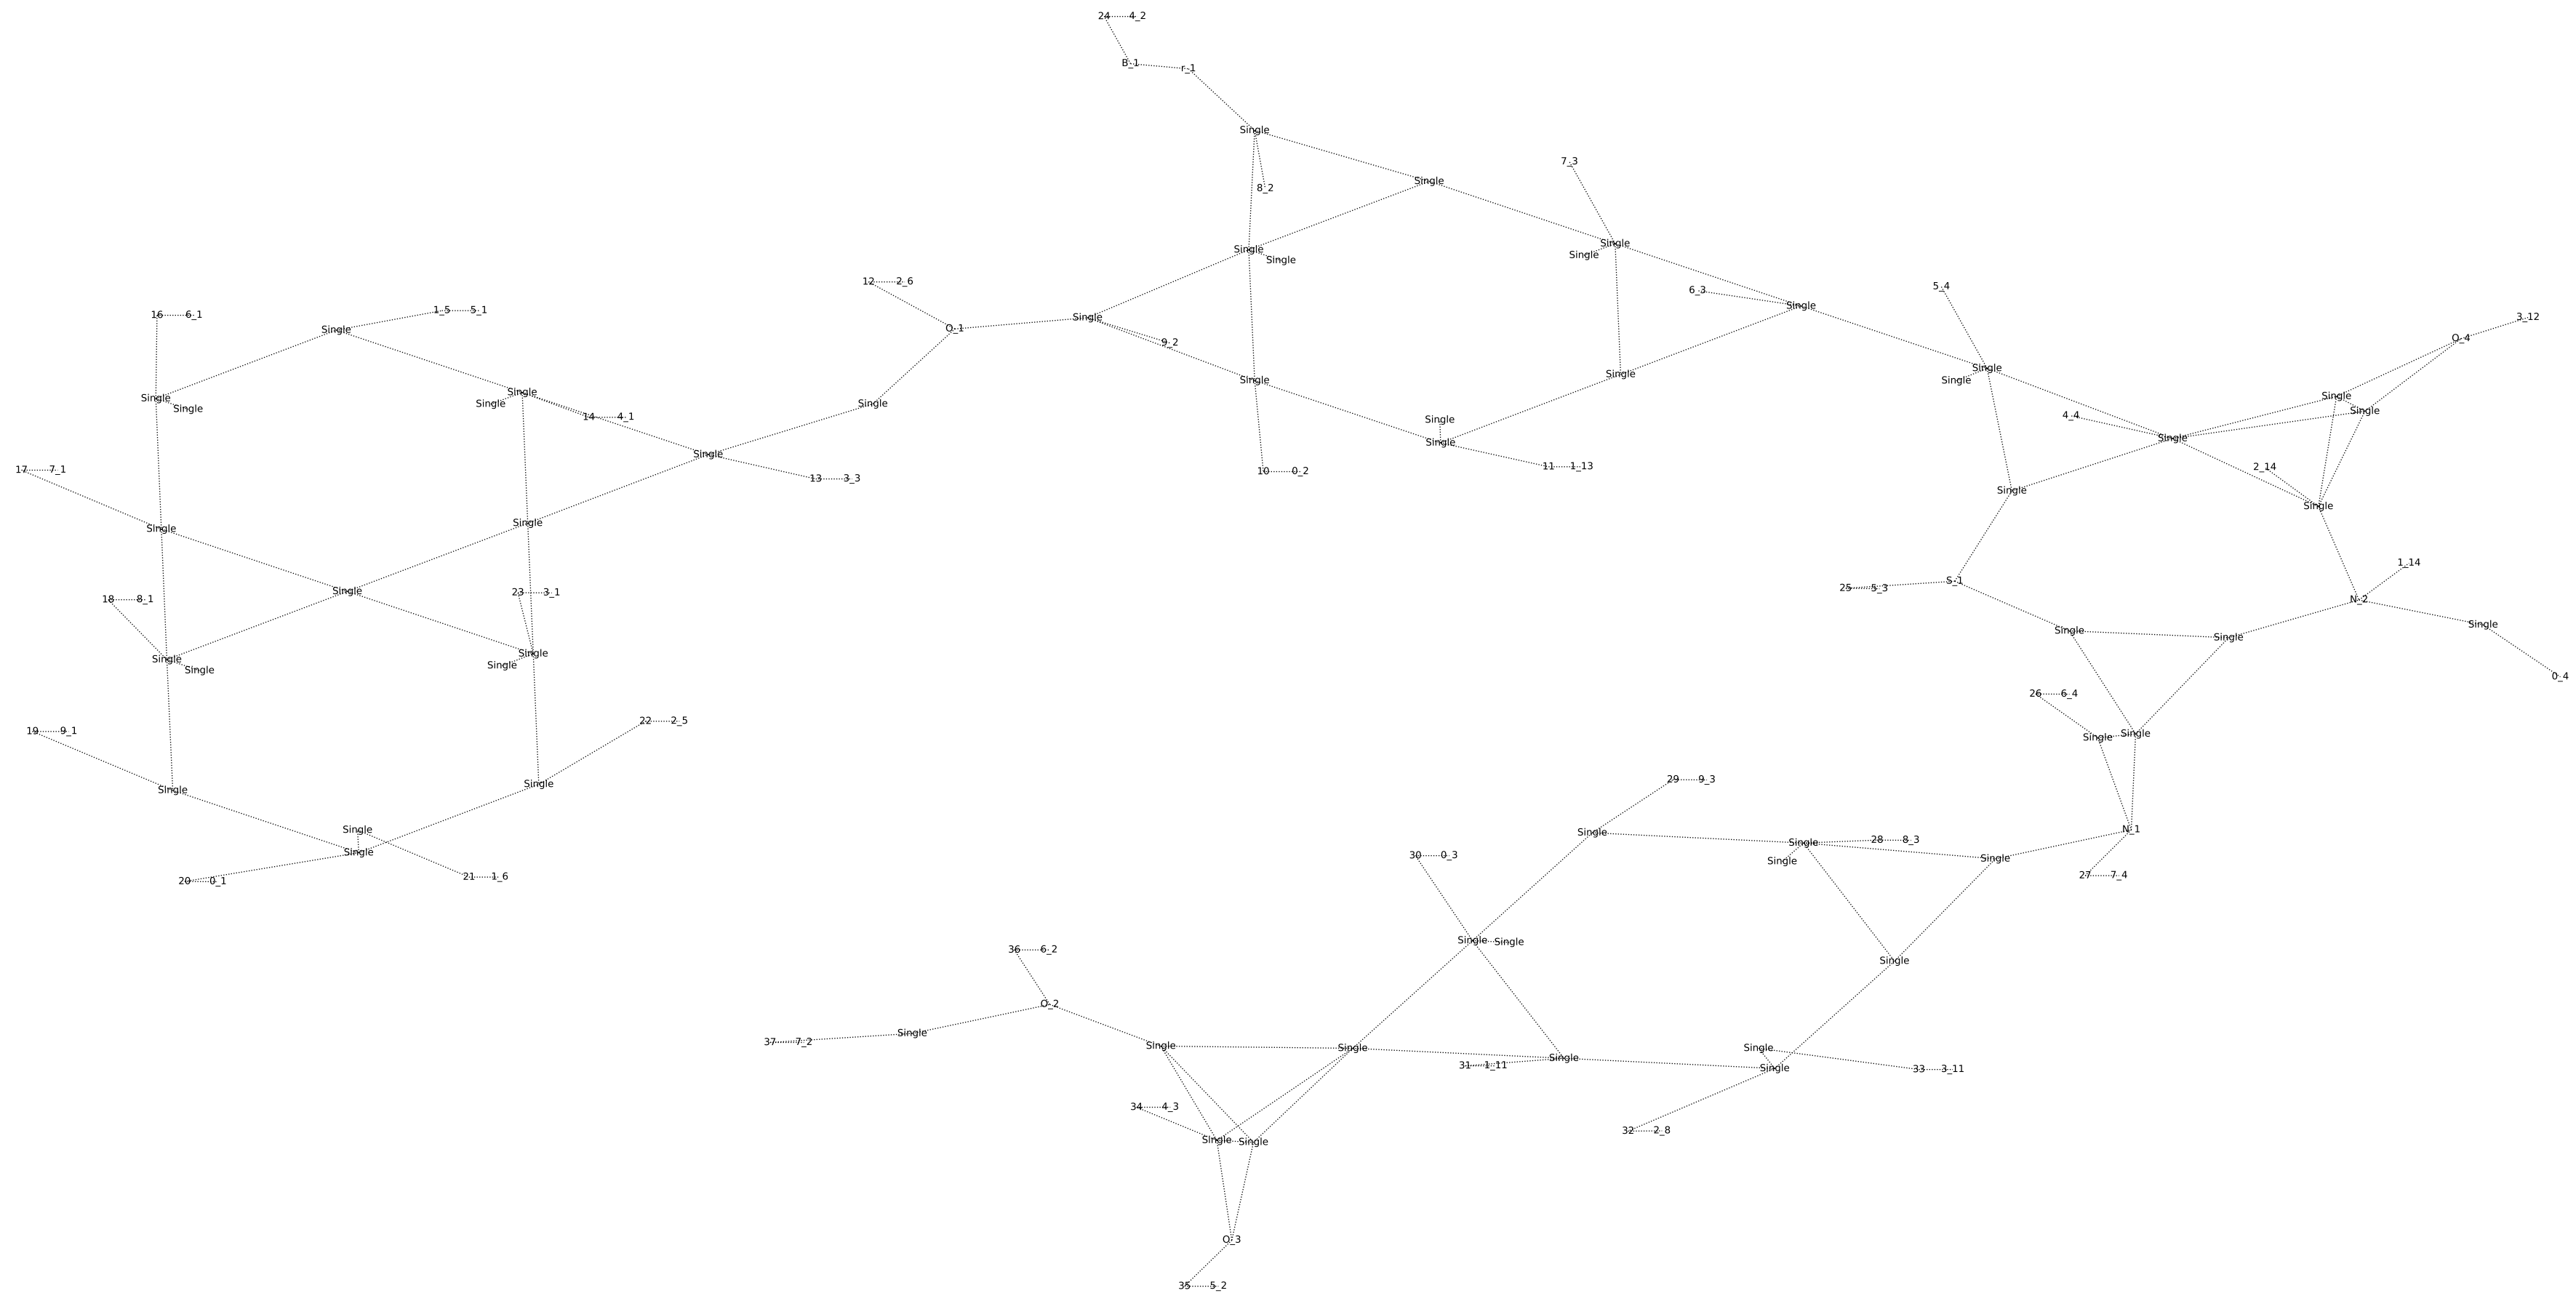 24 4_2
B_1 r_1
Single
7_3
Single
8_2
Single
Single
Single
Single
12 2_6
5_4
6_3
Single
1_5 5_1
16 6_1
Single
O_1
Single
3_12
O_4
9_2
Single
Single
Single
Single
Single
Single
Single
Single
Single
Single
Single
Single
14 4_1
Single
4_4
Single
Single
Single
13 3_3
17 7_1
10 0_2
11 1_13
2_14
Single
Single
Single
Single
1_14
S_1
25 5_3
Single
23 3_1
18 8_1
N_2
Single
Single
Single
Single
Single
Single
Single
Single
0_4
26 6_4
22 2_5
19 9_1
Single
Single
29 9_3
Single
Single
Single
N_1
Single
28 8_3
Single
Single
30 0_3
Single
Single
20 0_1
21 1_6
27 7_4
Single
Single
36 6_2
Single
O_2
Single
37 7_2
Single
Single
Single
Single
31 1_11
Single
33 3_11
34 4_3
32 2_8
Single
Single
O_3
35 5_2